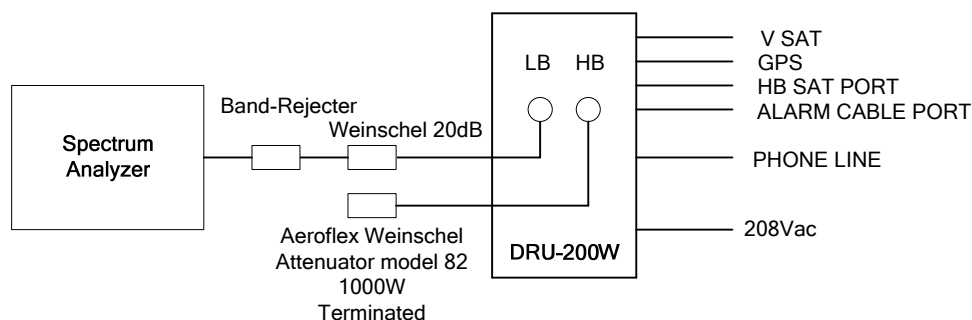 V SAT
GPS
LB HB
HB SAT PORT
ALARM CABLE PORT
Band-Rejecter
Weinschel 20dB
Spectrum
Analyzer
PHONE LINE
208Vac
Aeroflex Weinschel
Attenuator model 82
1000W
Terminated
DRU-200W